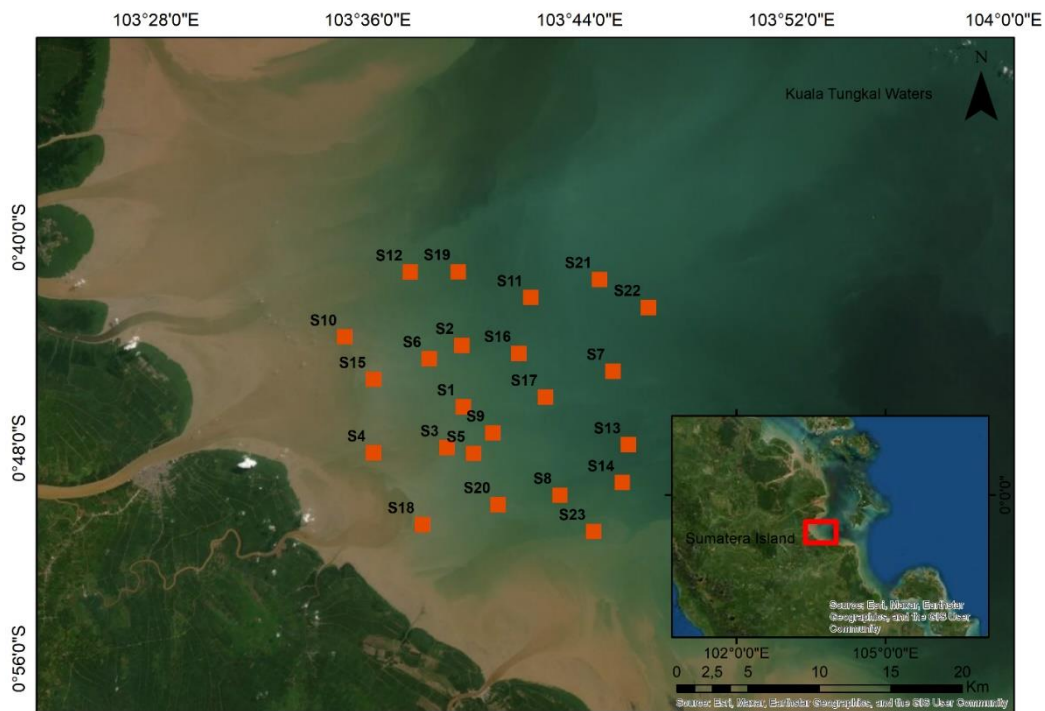 103°28'0"E 103°36'0"E 103°44'0"E 103°52'0"E 104°0'0"E
N
Kuala Tungkal Waters
0°40'0"S
S12 S19
S21
S11
S22
S10
S2
S16
S6
S7
S15
S17
S1
S9
S13
S3 S5
S4
0°48'0"S
S14
S8
0°0'0"
S20
S18
S23
Sumatera Island
Source: Esri, Maxar, Earthstar
Geographics, and the GIS User
Community
0°56'0"S
102°0'0"E 105°0'0"E
0 2,5 5 10 15 20
Km
Source: Esri, Maxar, Earthstar Geographics, and the GIS User Community